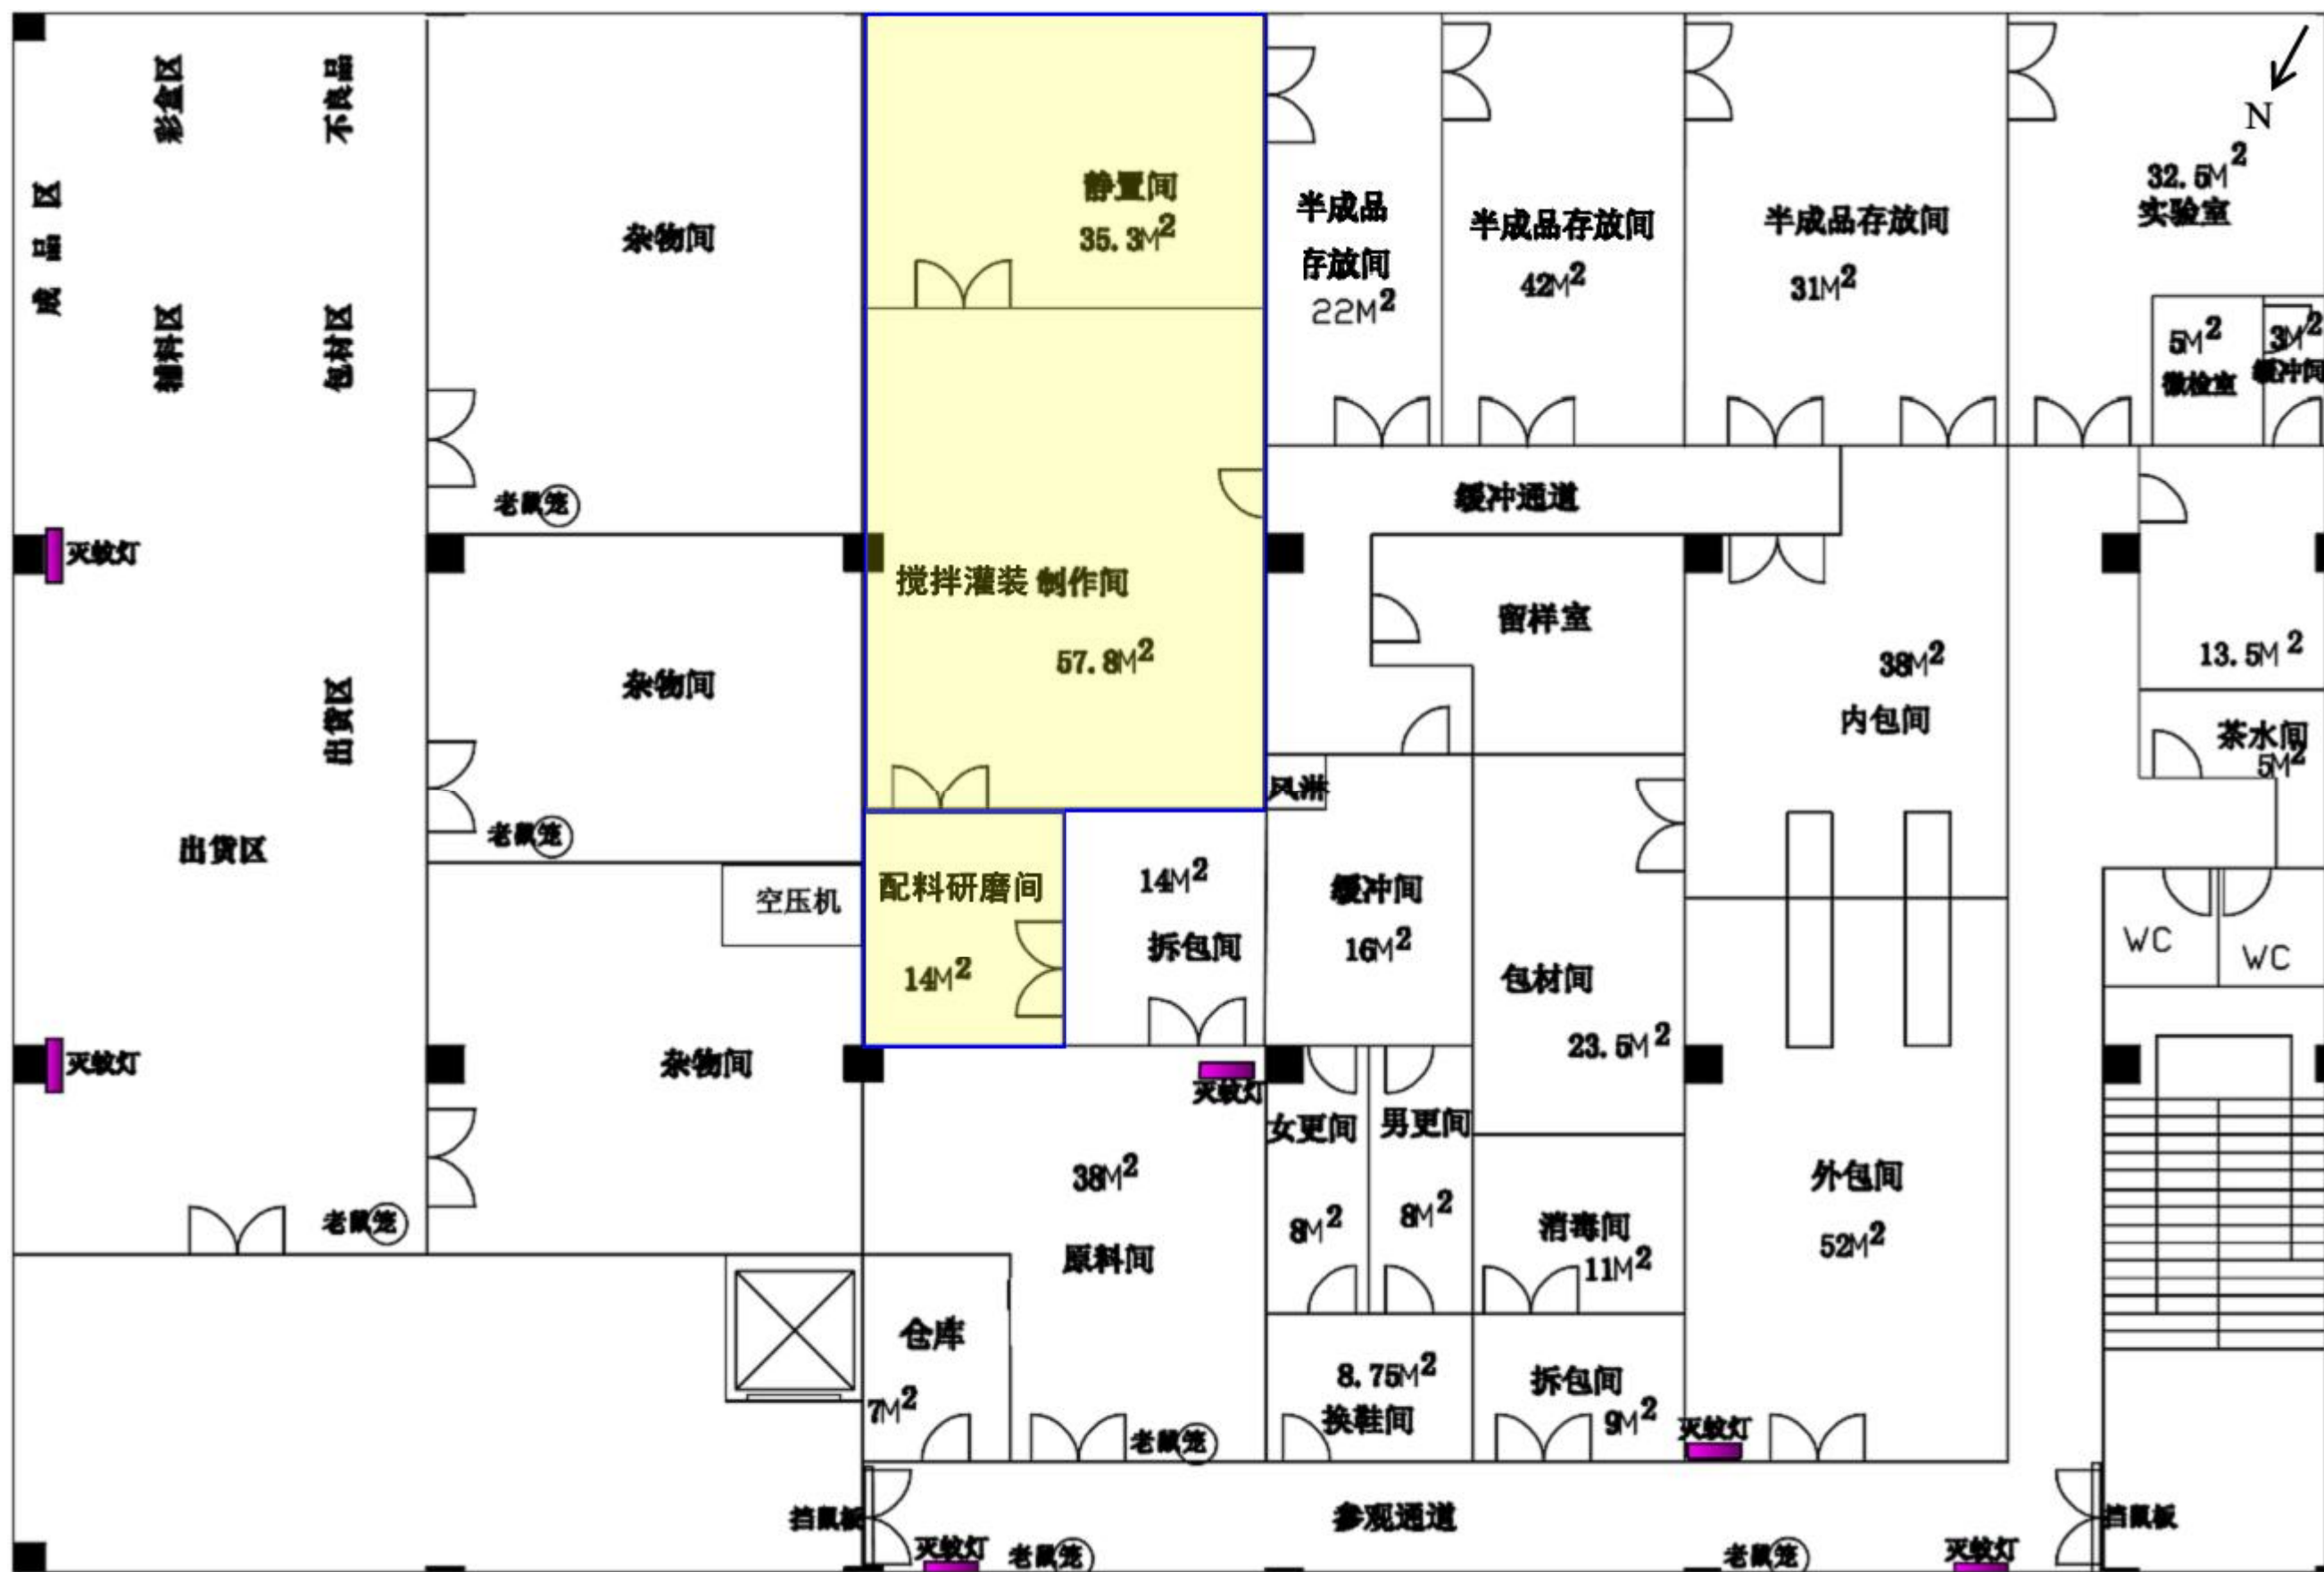 彩盒区
不良品
成品区
辅料区
包材区
杂物间
老鼠笼
静置间
35.3M²
半成品
存放间
22M²
半成品存放间
42M²
半成品存放间
31M²
N
32.5M²
实验室
5M²
微检室
3M²
缓冲间
灭蚊灯
杂物间
老鼠笼
出货区
出货区
搅拌灌装 制作间
57.8M²
缓冲通道
留样室
38M²
内包间
13.5M²
茶水间
5M²
风淋
空压机
配料研磨间
14M²
14M²
拆包间
缓冲间
16M²
包材间
23.5M²
WC
WC
灭蚊灯
杂物间
老鼠笼
灭蚊灯
38M²
原料间
女更间
8M²
男更间
8M²
消毒间
11M²
外包间
52M²
仓库
7M²
老鼠笼
8.75M²
换鞋间
拆包间
9M²
灭蚊灯
挡鼠板
参观通道
挡鼠板
灭蚊灯
老鼠笼
老鼠笼
灭蚊灯